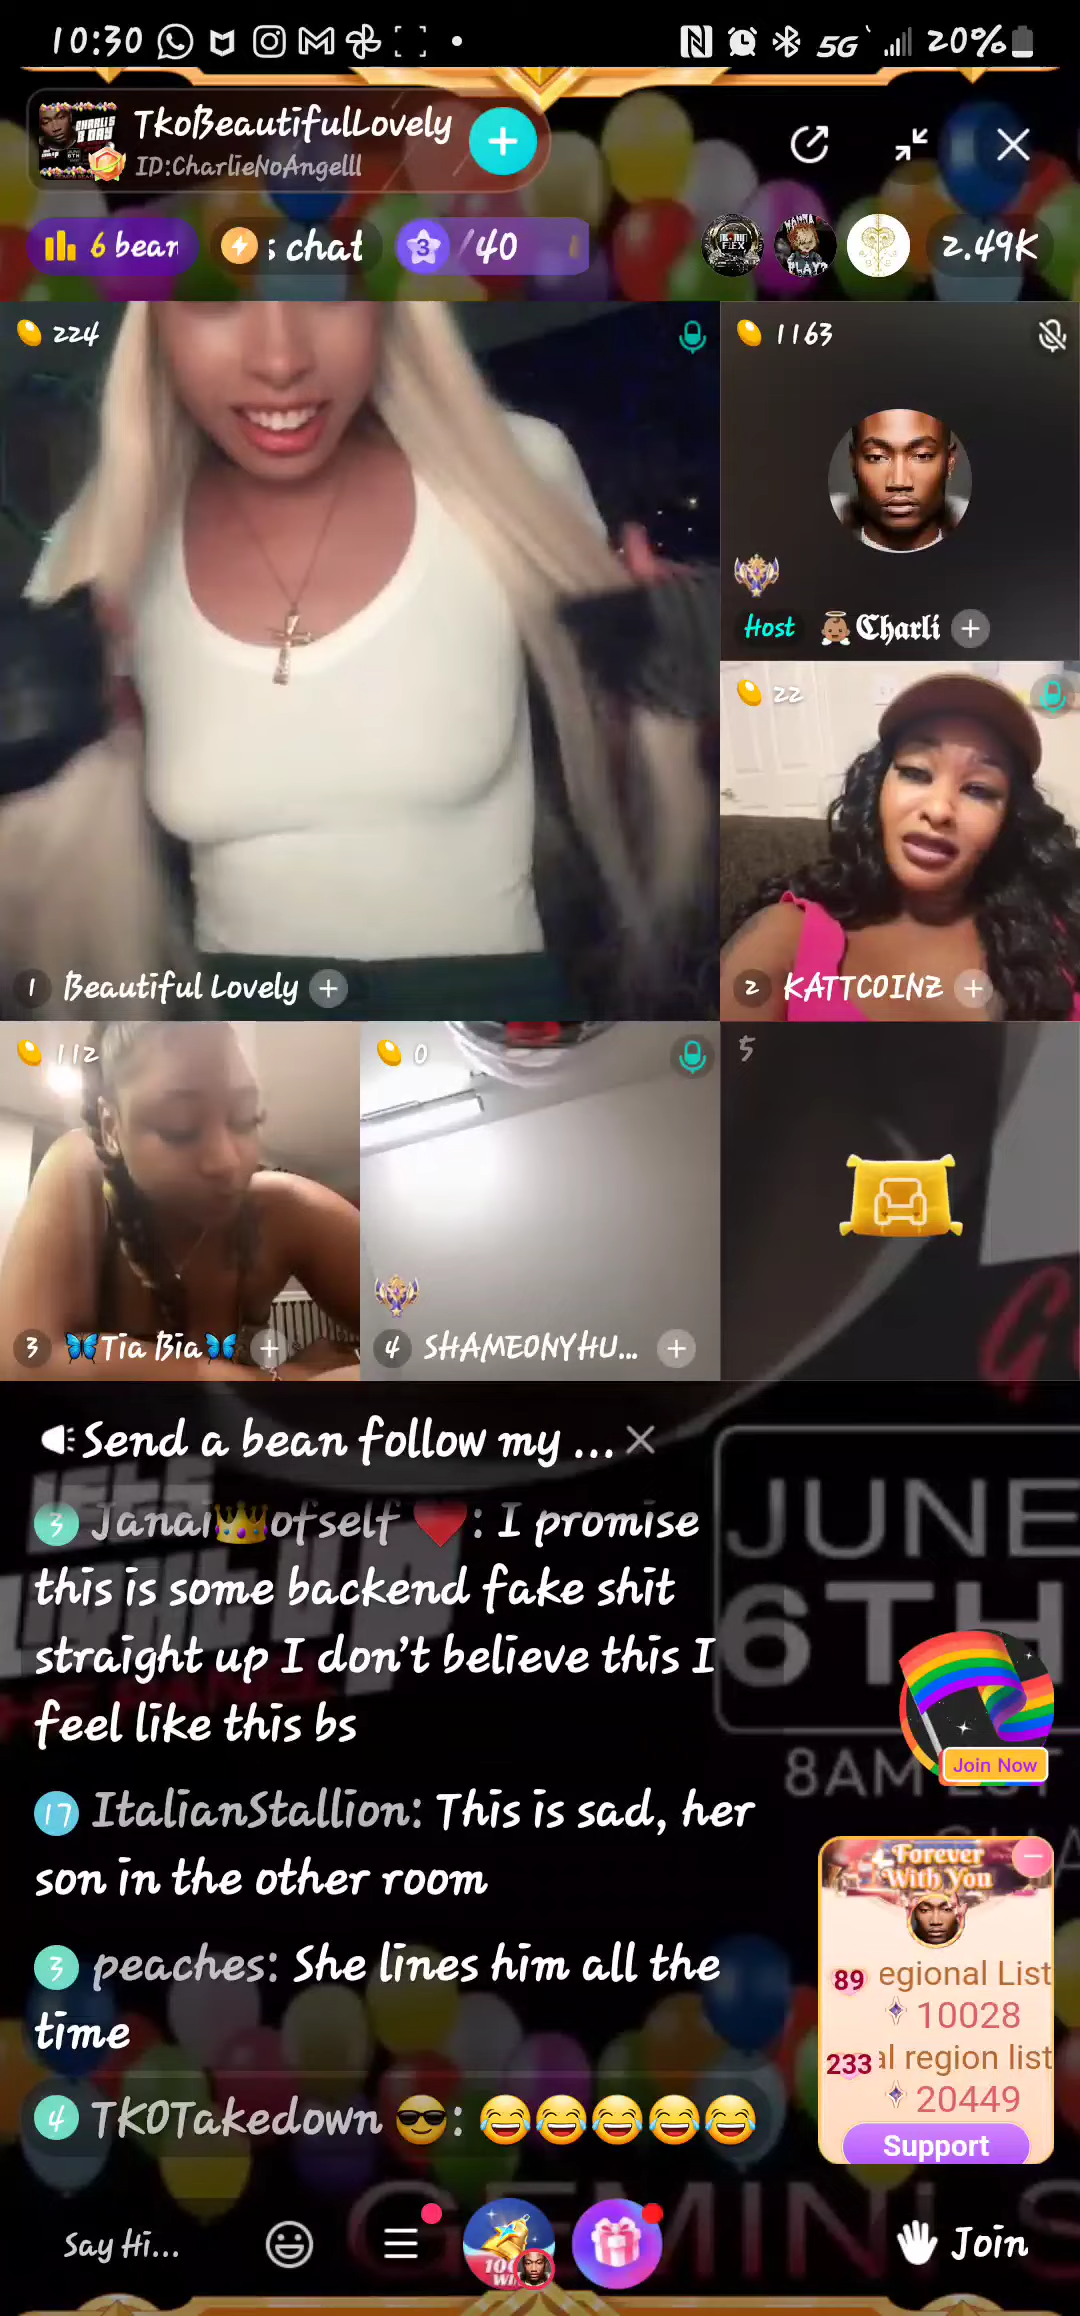 10:30
5G
20%
TkoBeautifulLovely
ID:CharlieNoAngelll
6 bean
s chat
3
/40
2.49K
224
1163
Host Charli
22
1 Beautiful Lovely
2 KATTCOINZ
112
0
5
3 Tia Bia
4 SHAMEONYHU...
Send a bean follow my ...
3 Janai👑ofself ❤️: I promise
this is some backend fake shit
straight up I don't believe this I
feel like this bs
17 ItalianStallion: This is sad, her
son in the other room
3 peaches: She lines him all the
time
4 TKOTakedown 😎: 😂😂😂😂😂
JUNE
6TH
8AM EST
Join Now
Forever
With You
89 egional List
10028
233 al region list
20449
Support
GEMINI S
Say Hi...
Join